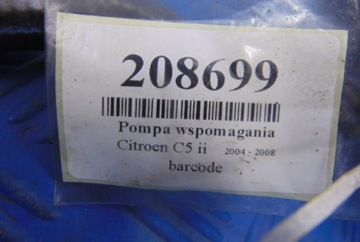 208699
Pompa wspomagania
Citroen C5 ii 2004 - 2008
barcode